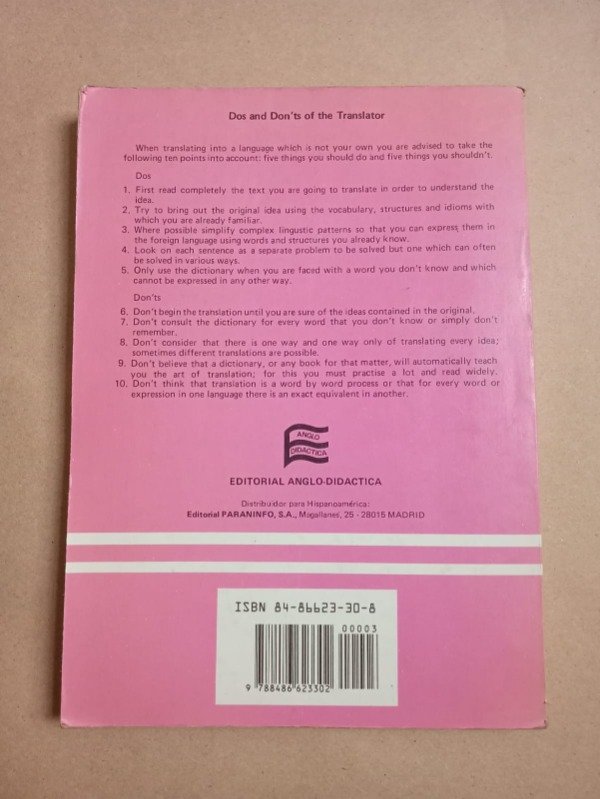 Dos and Don'ts of the Translator
When translating into a language which is not your own you are advised to take the
following ten points into account: five things you should do and five things you shouldn't.
Dos
1. First read completely the text you are going to translate in order to understand the
idea.
2. Try to bring out the original idea using the vocabulary, structures and idioms with
which you are already familiar.
3. Where possible simplify complex lingustic patterns so that you can express them in
the foreign language using words and structures you already know.
4. Look on each sentence as a separate problem to be solved but one which can often
be solved in various ways.
5. Only use the dictionary when you are faced with a word you don't know and which
cannot be expressed in any other way.
Don'ts
6. Don't begin the translation until you are sure of the ideas contained in the original.
7. Don't consult the dictionary for every word that you don't know or simply don't
remember.
8. Don't consider that there is one way and one way only of translating every idea;
sometimes different translations are possible.
9. Don't believe that a dictionary, or any book for that matter, will automatically teach
you the art of translation; for this you must practise a lot and read widely.
10. Don't think that translation is a word by word process or that for every word or
expression in one language there is an exact equivalent in another.
ANGLO
DIDACTICA
EDITORIAL ANGLO-DIDACTICA
Distribuidor para Hispanoamérica:
Editorial PARANINFO, S.A., Magallanes, 25 - 28015 MADRID
ISBN 84-86623-30-8
00003
9 788486 623302